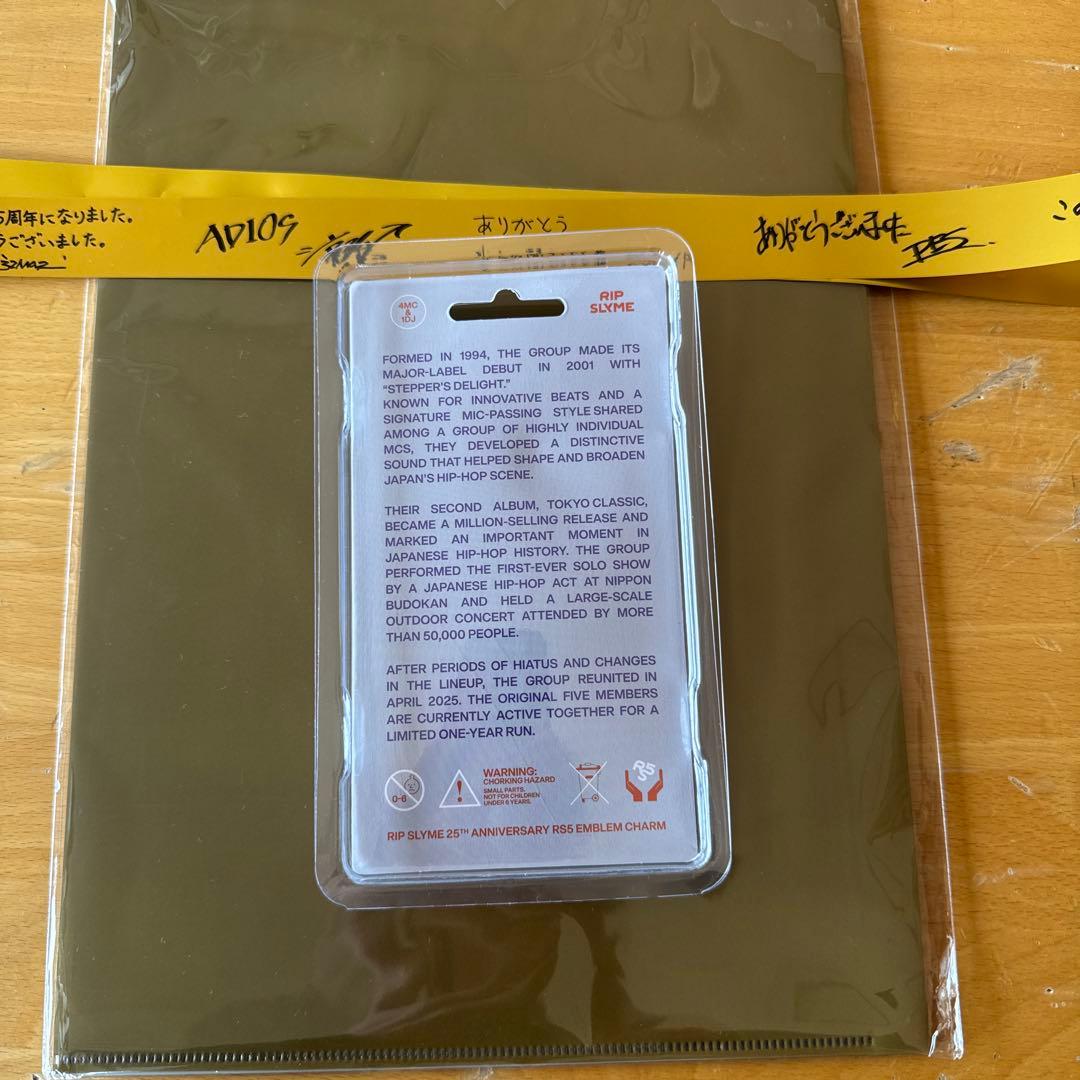 5周年になりました。
うございました。
ADIOS
ありがとう
ありがとうございました
PES
この
4MC
&
1DJ
RIP
SLYME
FORMED IN 1994, THE GROUP MADE ITS
MAJOR-LABEL DEBUT IN 2001 WITH
“STEPPER'S DELIGHT.”
KNOWN FOR INNOVATIVE BEATS AND A
SIGNATURE MIC-PASSING STYLE SHARED
AMONG A GROUP OF HIGHLY INDIVIDUAL
MCS, THEY DEVELOPED A DISTINCTIVE
SOUND THAT HELPED SHAPE AND BROADEN
JAPAN'S HIP-HOP SCENE.
THEIR SECOND ALBUM, TOKYO CLASSIC,
BECAME A MILLION-SELLING RELEASE AND
MARKED AN IMPORTANT MOMENT IN
JAPANESE HIP-HOP HISTORY. THE GROUP
PERFORMED THE FIRST-EVER SOLO SHOW
BY A JAPANESE HIP-HOP ACT AT NIPPON
BUDOKAN AND HELD A LARGE-SCALE
OUTDOOR CONCERT ATTENDED BY MORE
THAN 50,000 PEOPLE.
AFTER PERIODS OF HIATUS AND CHANGES
IN THE LINEUP, THE GROUP REUNITED IN
APRIL 2025. THE ORIGINAL FIVE MEMBERS
ARE CURRENTLY ACTIVE TOGETHER FOR A
LIMITED ONE-YEAR RUN.
0-6
WARNING:
CHORKING HAZARD
SMALL PARTS.
NOT FOR CHILDREN
UNDER 6 YEARS.
RS5
RIP SLYME 25TH ANNIVERSARY RS5 EMBLEM CHARM